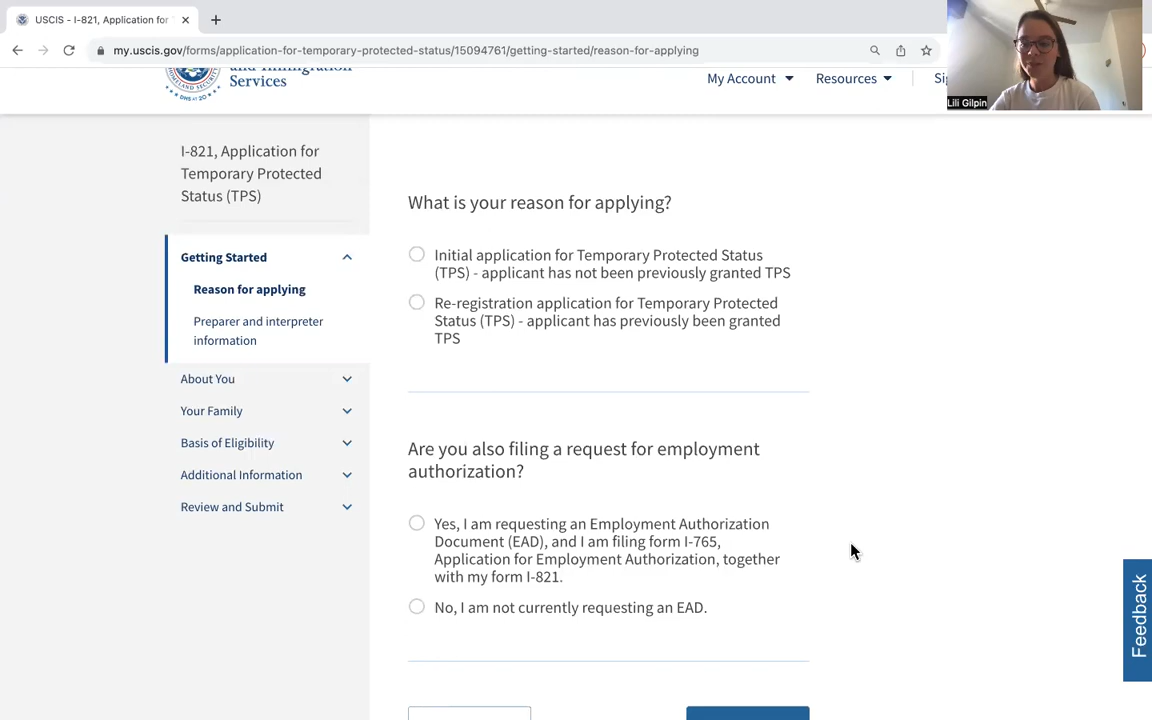 USCIS - I-821, Application for
my.uscis.gov/forms/application-for-temporary-protected-status/15094761/getting-started/reason-for-applying
and Immigration
Services
My Account
Resources
Lili Gilpin
I-821, Application for
Temporary Protected
Status (TPS)
Getting Started
Reason for applying
Preparer and interpreter
information
About You
Your Family
Basis of Eligibility
Additional Information
Review and Submit
What is your reason for applying?
Initial application for Temporary Protected Status
(TPS) - applicant has not been previously granted TPS
Re-registration application for Temporary Protected
Status (TPS) - applicant has previously been granted
TPS
Are you also filing a request for employment
authorization?
Yes, I am requesting an Employment Authorization
Document (EAD), and I am filing form I-765,
Application for Employment Authorization, together
with my form I-821.
No, I am not currently requesting an EAD.
Feedback